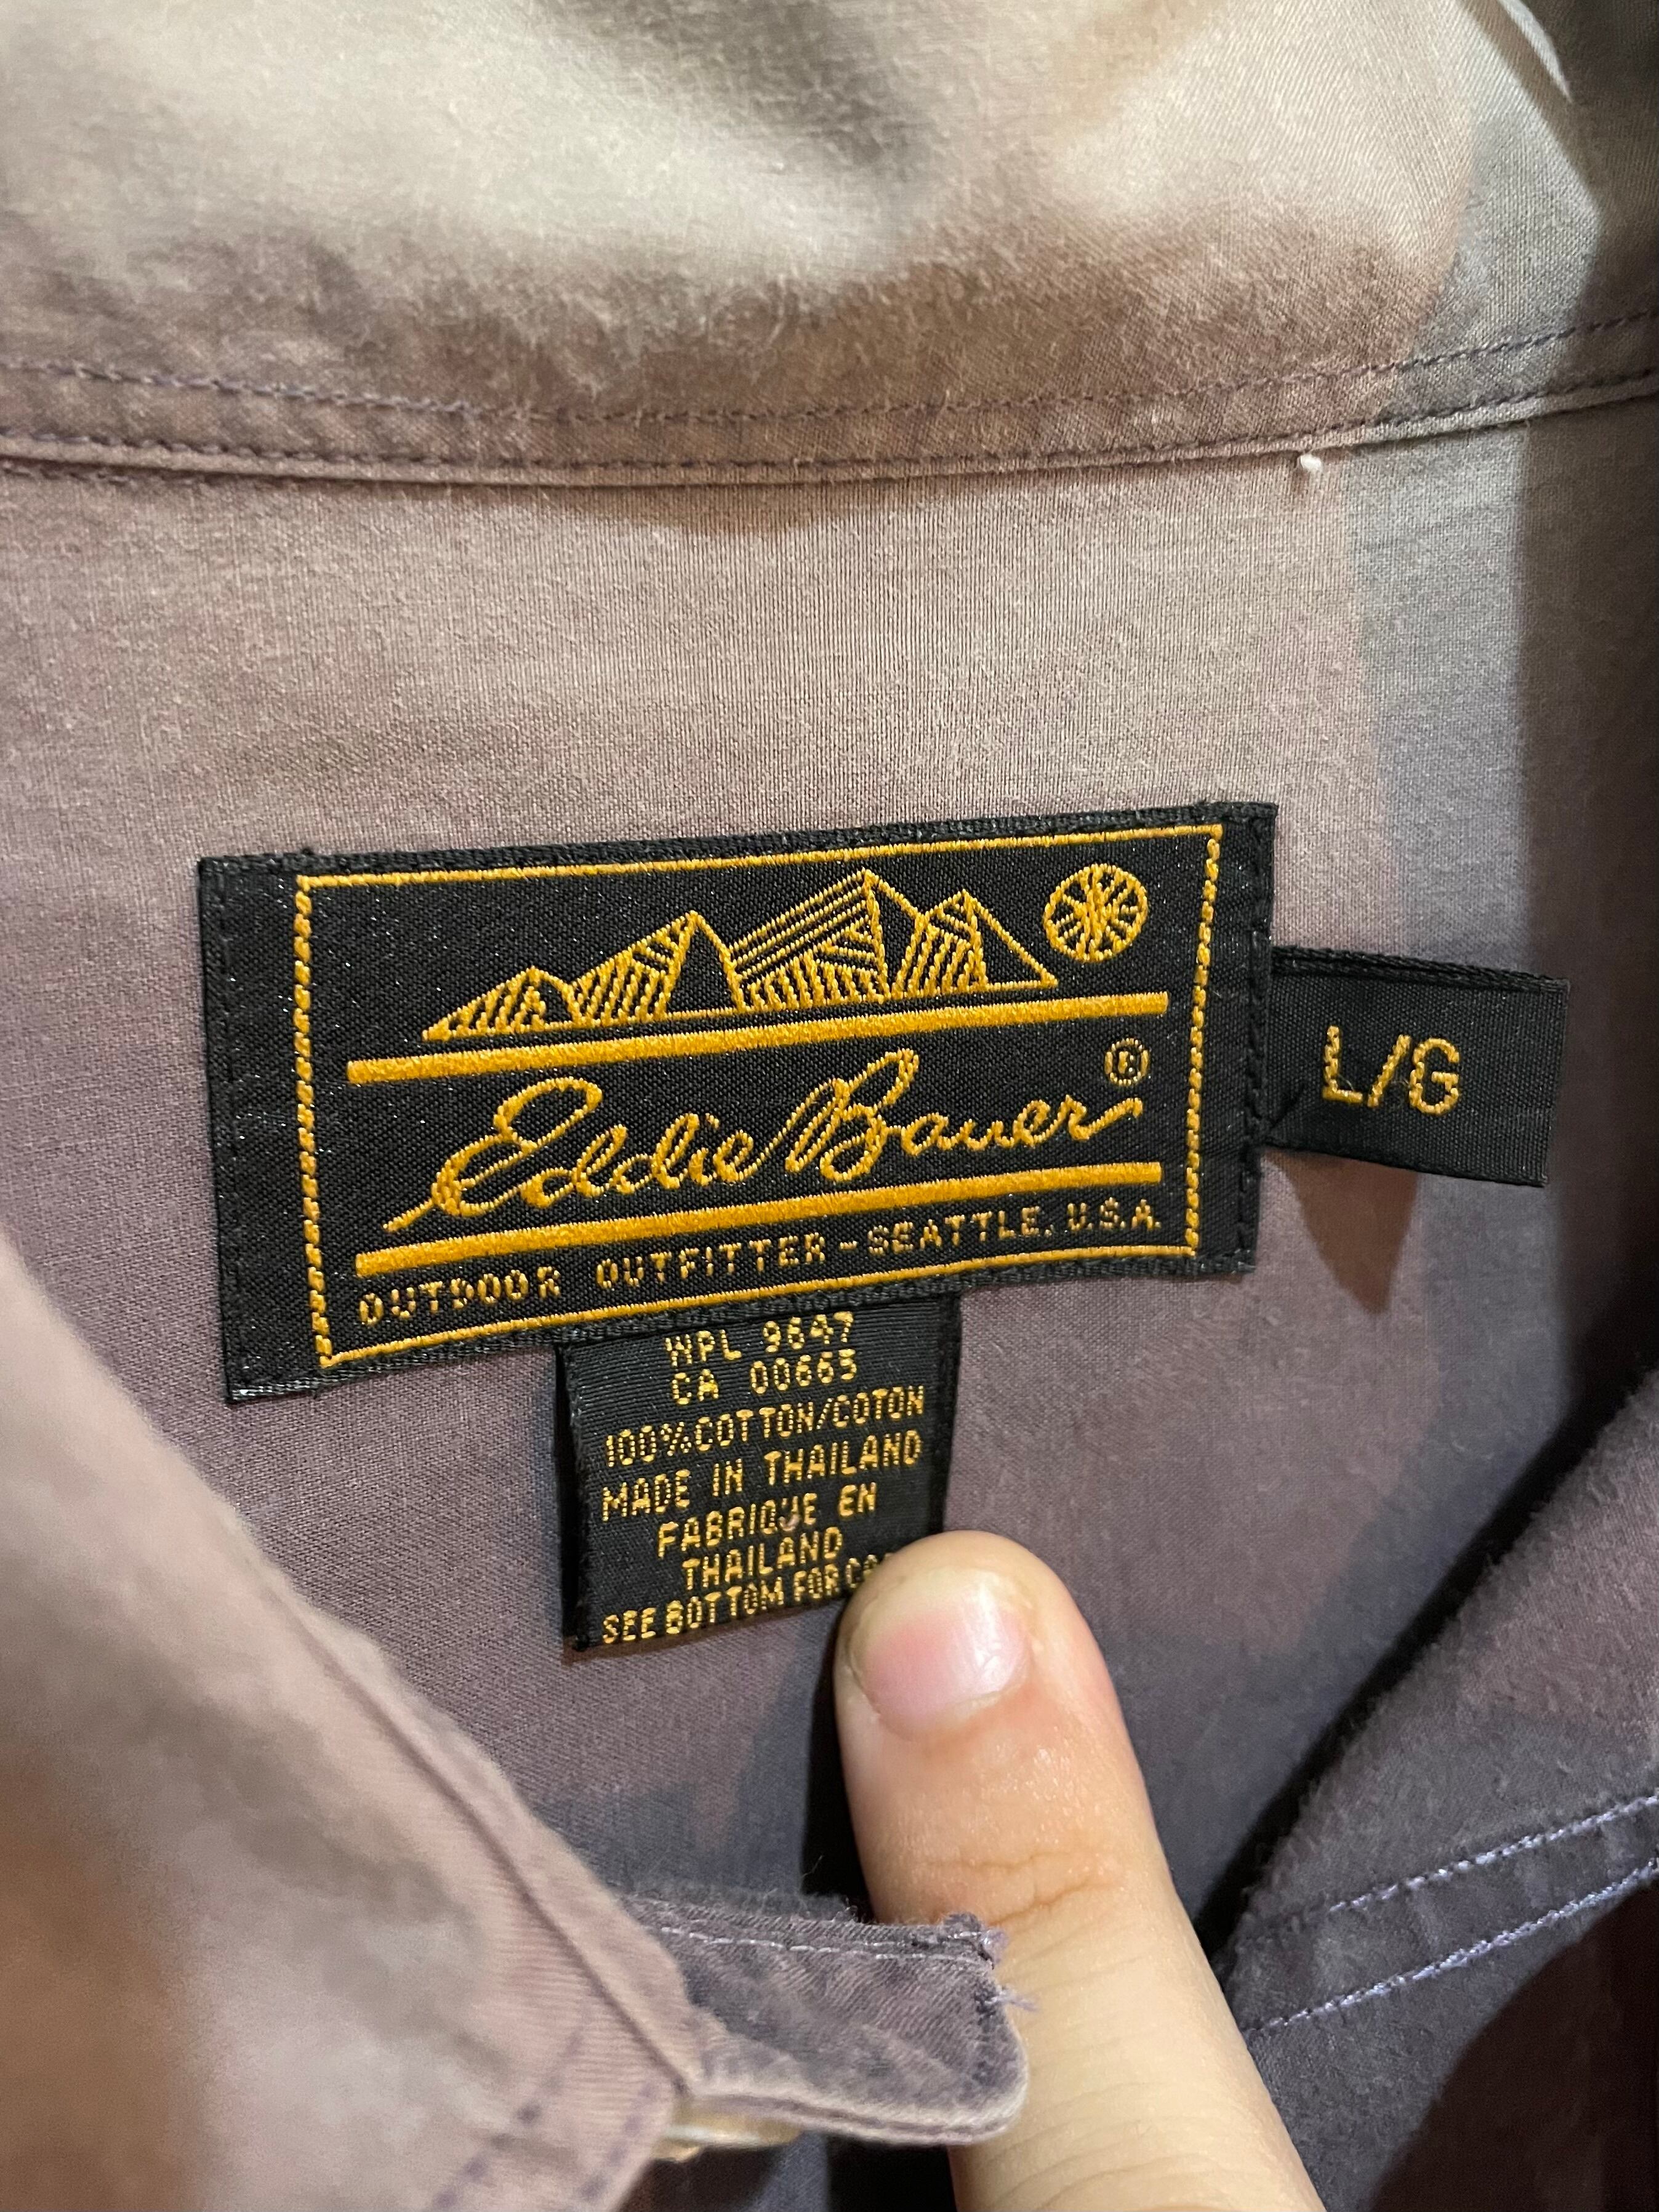 Eddie Bauer®
OUTDOOR OUTFITTER - SEATTLE, U.S.A.
L/G
WPL 9647
CA 00665
100%COTTON/COTON
MADE IN THAILAND
FABRIQUE EN
THAILAND
SEE BOTTOM FOR